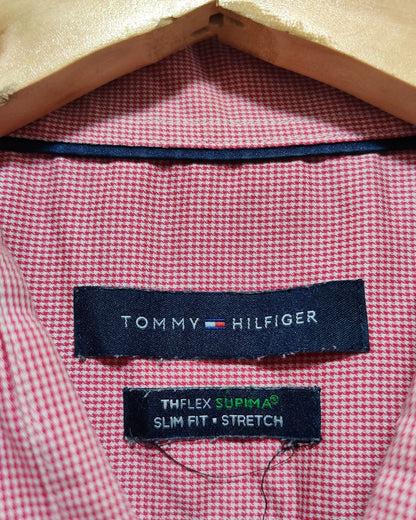 TOMMY HILFIGER
THFLEX SUPIMA®
SLIM FIT • STRETCH